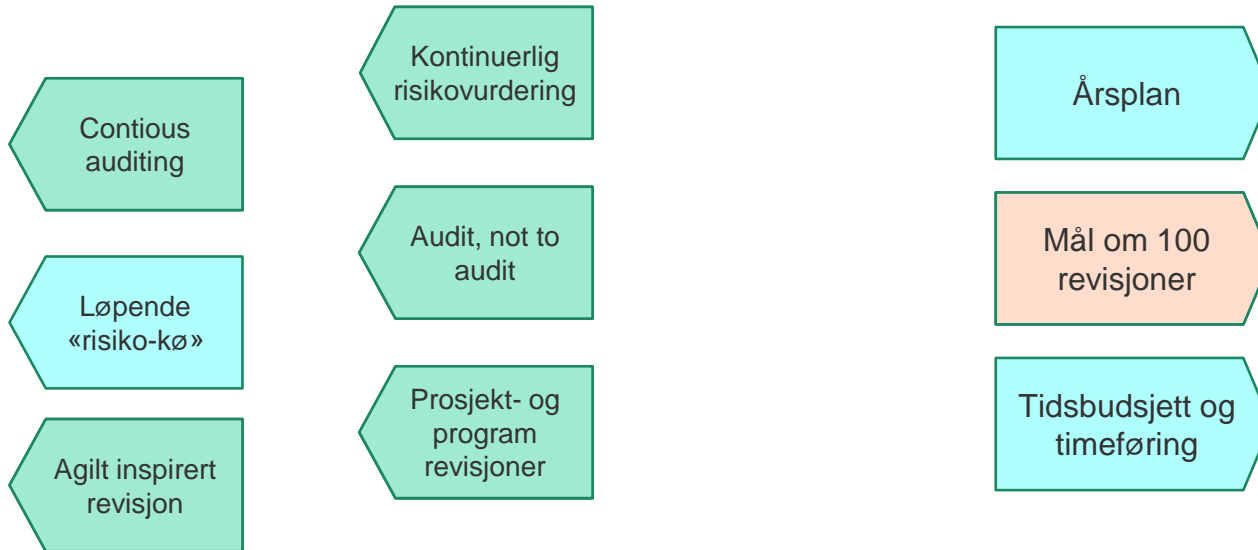 Contious
auditing
Løpende
«risiko-kø»
Agilt inspirert
revisjon
Kontinuerlig
risikovurdering
Audit, not to
audit
Prosjekt- og
program
revisjoner
Årsplan
Mål om 100
revisjoner
Tidsbudsjett og
timeføring